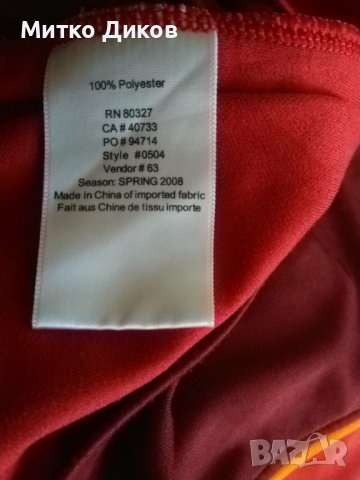 Митко Диков
100% Polyester
RN 80327
CA # 40733
PO # 94714
Style #0504
Vendor # 63
Season: SPRING 2008
Made in China of imported fabric
Fait aus Chine de tissu importe
BAZAR